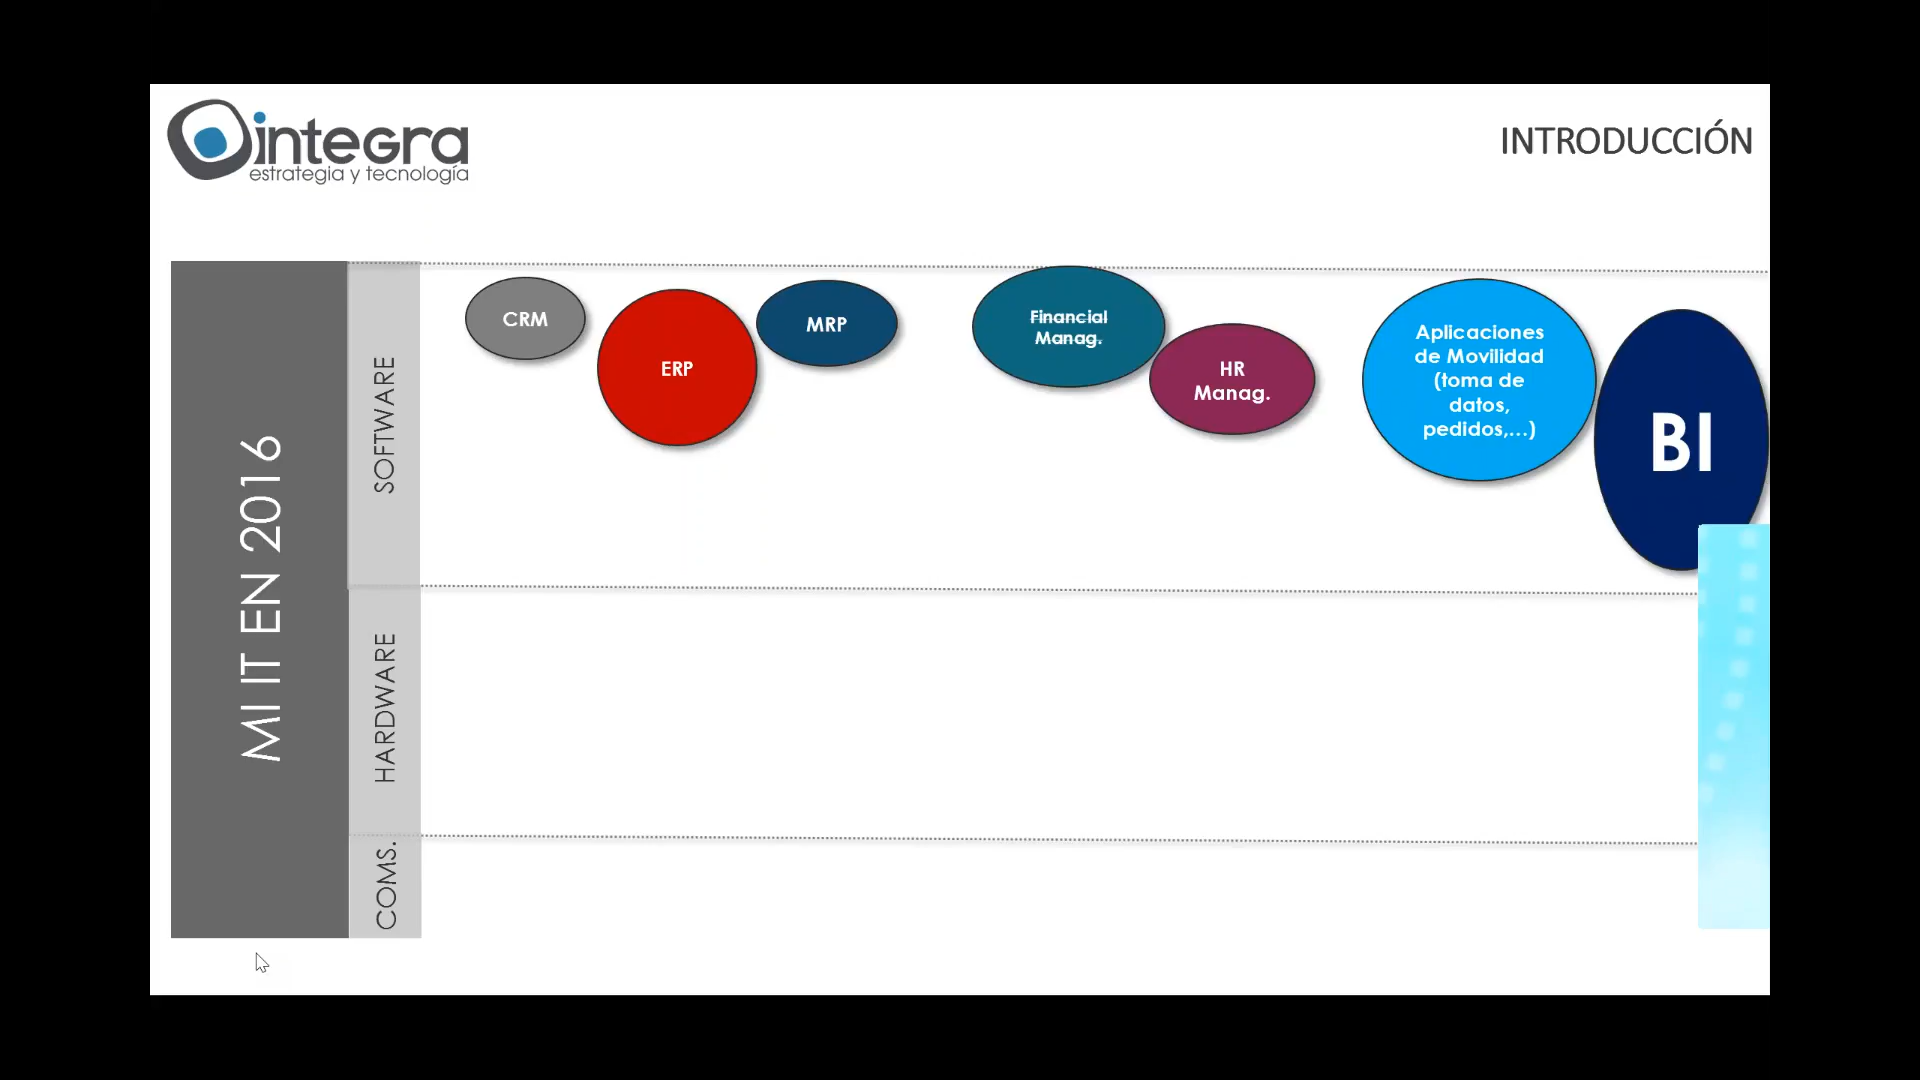 integra
estrategia y tecnología
INTRODUCCIÓN
MI IT EN 2016
SOFTWARE
CRM
ERP
MRP
Financial
Manag.
HR
Manag.
Aplicaciones
de Movilidad
(toma de
datos,
pedidos,...)
BI
HARDWARE
COMS.